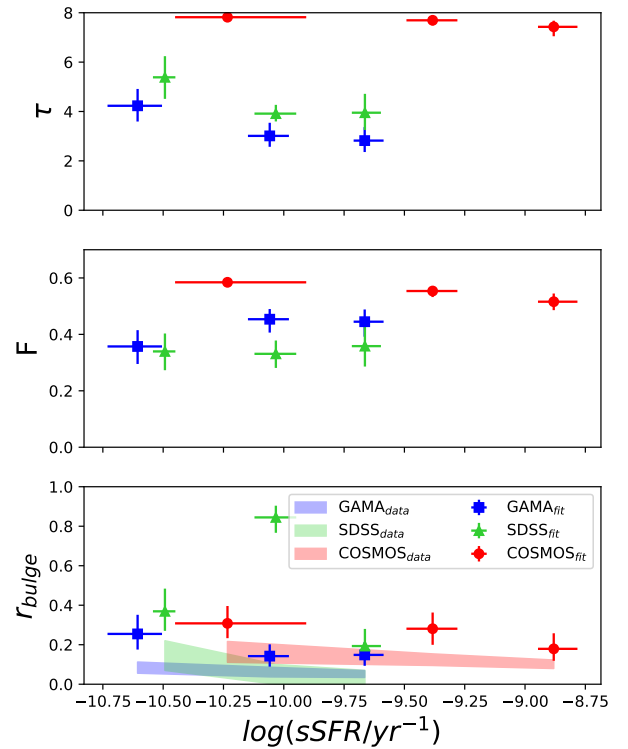 8
6
4
2
0
τ
0.6
0.4
0.2
0.0
F
1.0
0.8
0.6
0.4
0.2
0.0
r_bulge
GAMA_data
SDSS_data
COSMOS_data
GAMA_fit
SDSS_fit
COSMOS_fit
−10.75 −10.50 −10.25 −10.00 −9.75 −9.50 −9.25 −9.00 −8.75
log(sSFR/yr⁻¹)